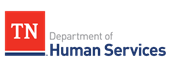 TN
Department of
Human Services